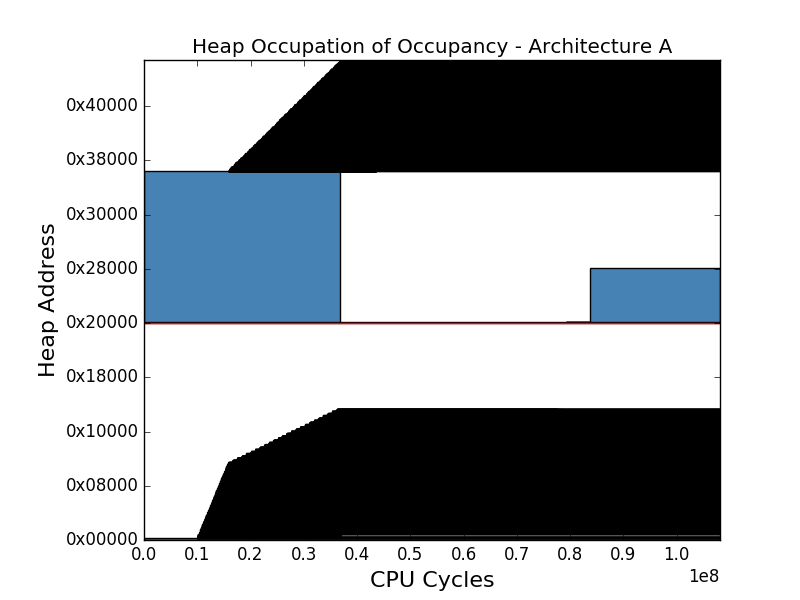 Heap Occupation of Occupancy - Architecture A
Heap Address
0x40000
0x38000
0x30000
0x28000
0x20000
0x18000
0x10000
0x08000
0x00000
0.0 0.1 0.2 0.3 0.4 0.5 0.6 0.7 0.8 0.9 1.0
1e8
CPU Cycles